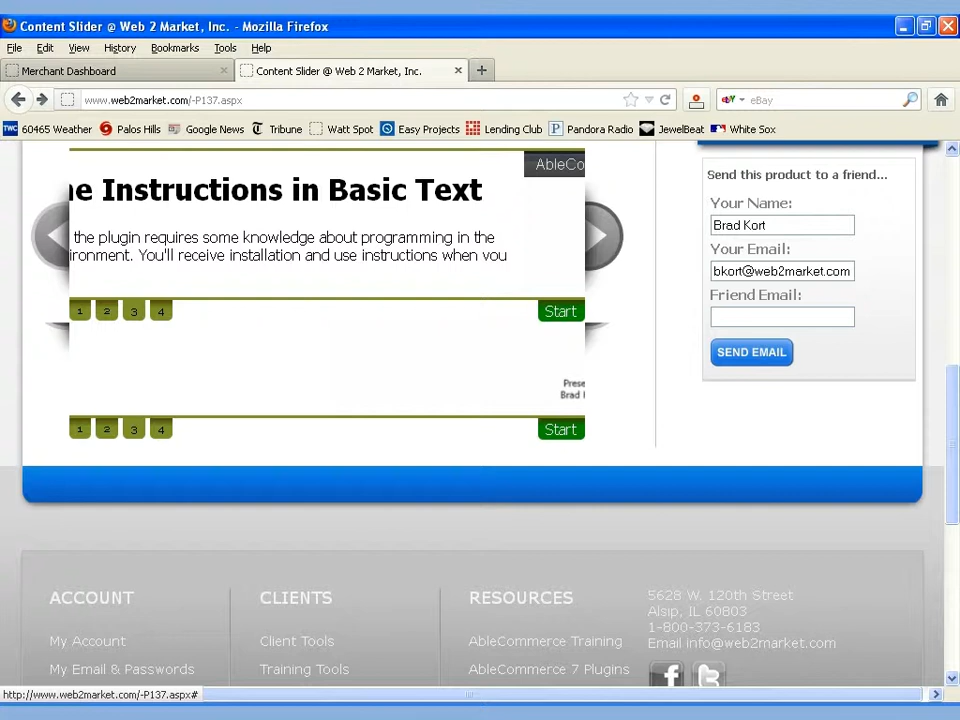 Content Slider @ Web 2 Market, Inc. - Mozilla Firefox
File Edit View History Bookmarks Tools Help
Merchant Dashboard
Content Slider @ Web 2 Market, Inc.
www.web2market.com/-P137.aspx
eBay
TWC 60465 Weather Palos Hills Google News Tribune Watt Spot Easy Projects Lending Club Pandora Radio JewelBeat White Sox
AbleCo
e Instructions in Basic Text
the plugin requires some knowledge about programming in the
ironment. You'll receive installation and use instructions when you
1 2 3 4
Start
Prese
Brad
1 2 3 4
Start
Send this product to a friend...
Your Name:
Brad Kort
Your Email:
bkort@web2market.com
Friend Email:
SEND EMAIL
ACCOUNT
My Account
My Email & Passwords
CLIENTS
Client Tools
Training Tools
RESOURCES
AbleCommerce Training
AbleCommerce 7 Plugins
5628 W. 120th Street
Alsip, IL 60803
1-800-373-6183
Email info@web2market.com
http://www.web2market.com/-P137.aspx#